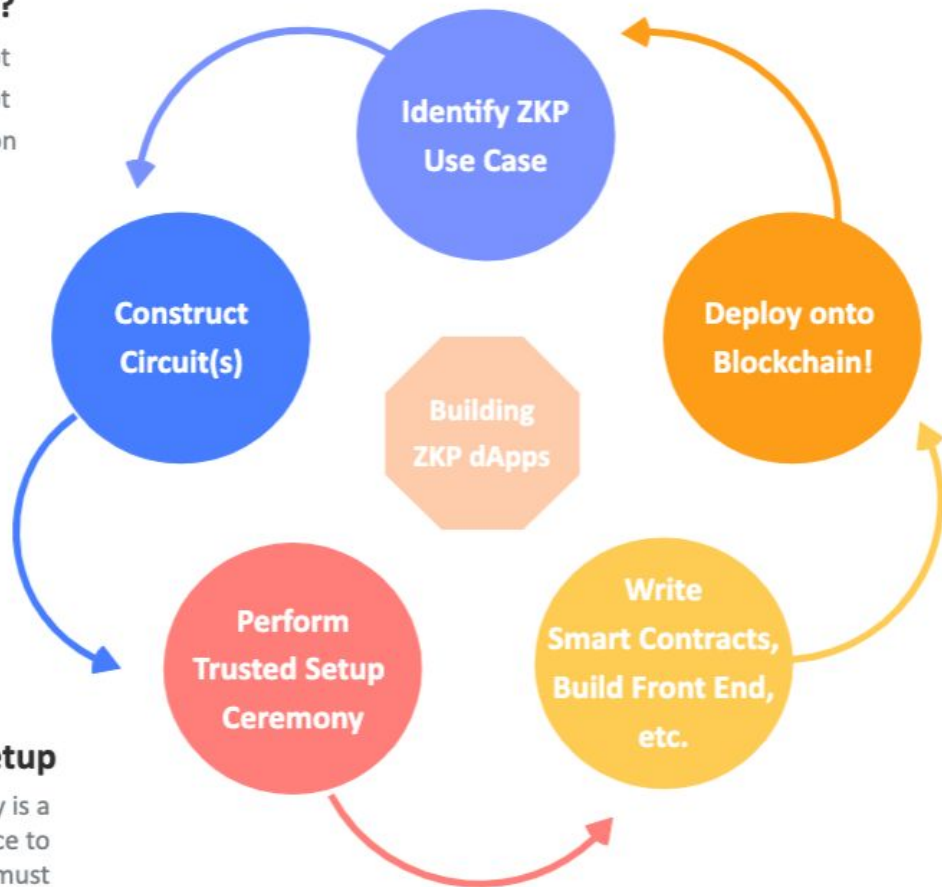 ?
Identify ZKP
Use Case
Construct
Circuit(s)
Deploy onto
Blockchain!
Building
ZKP dApps
Perform
Trusted Setup
Ceremony
Write
Smart Contracts,
Build Front End,
etc.
etup
y is a
ce to
must